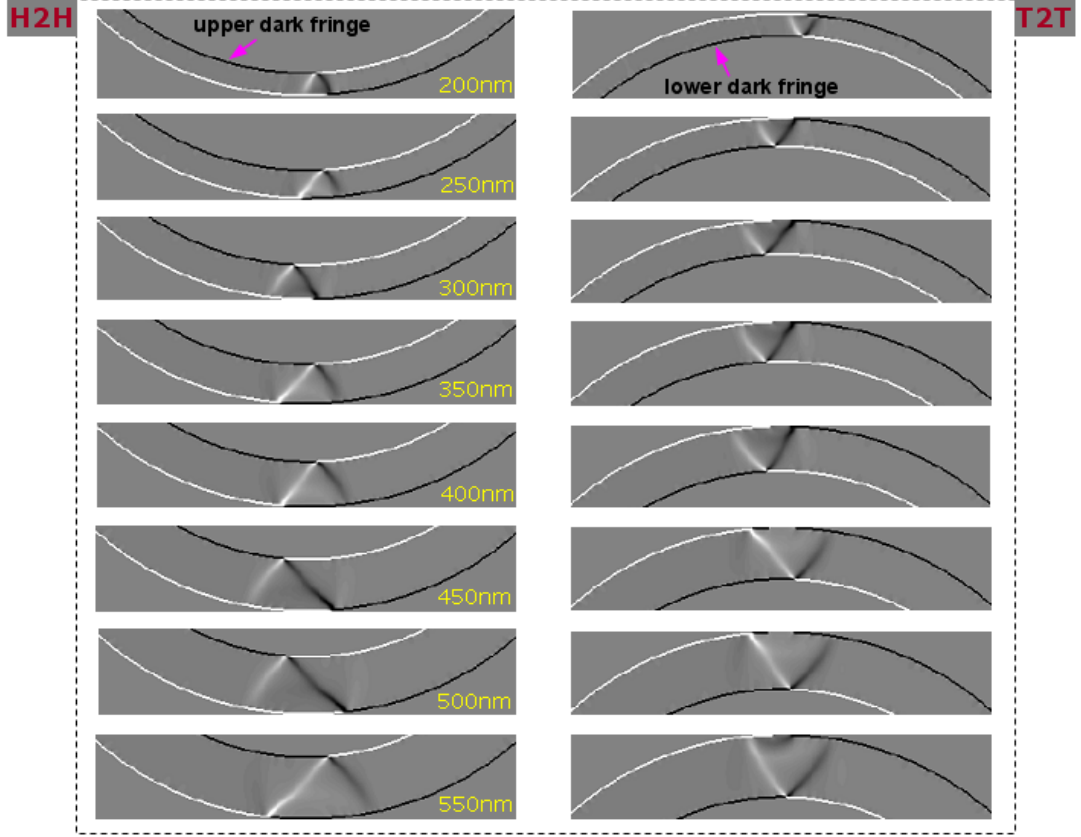 H2H
T2T
upper dark fringe
lower dark fringe
200nm
250nm
300nm
350nm
400nm
450nm
500nm
550nm